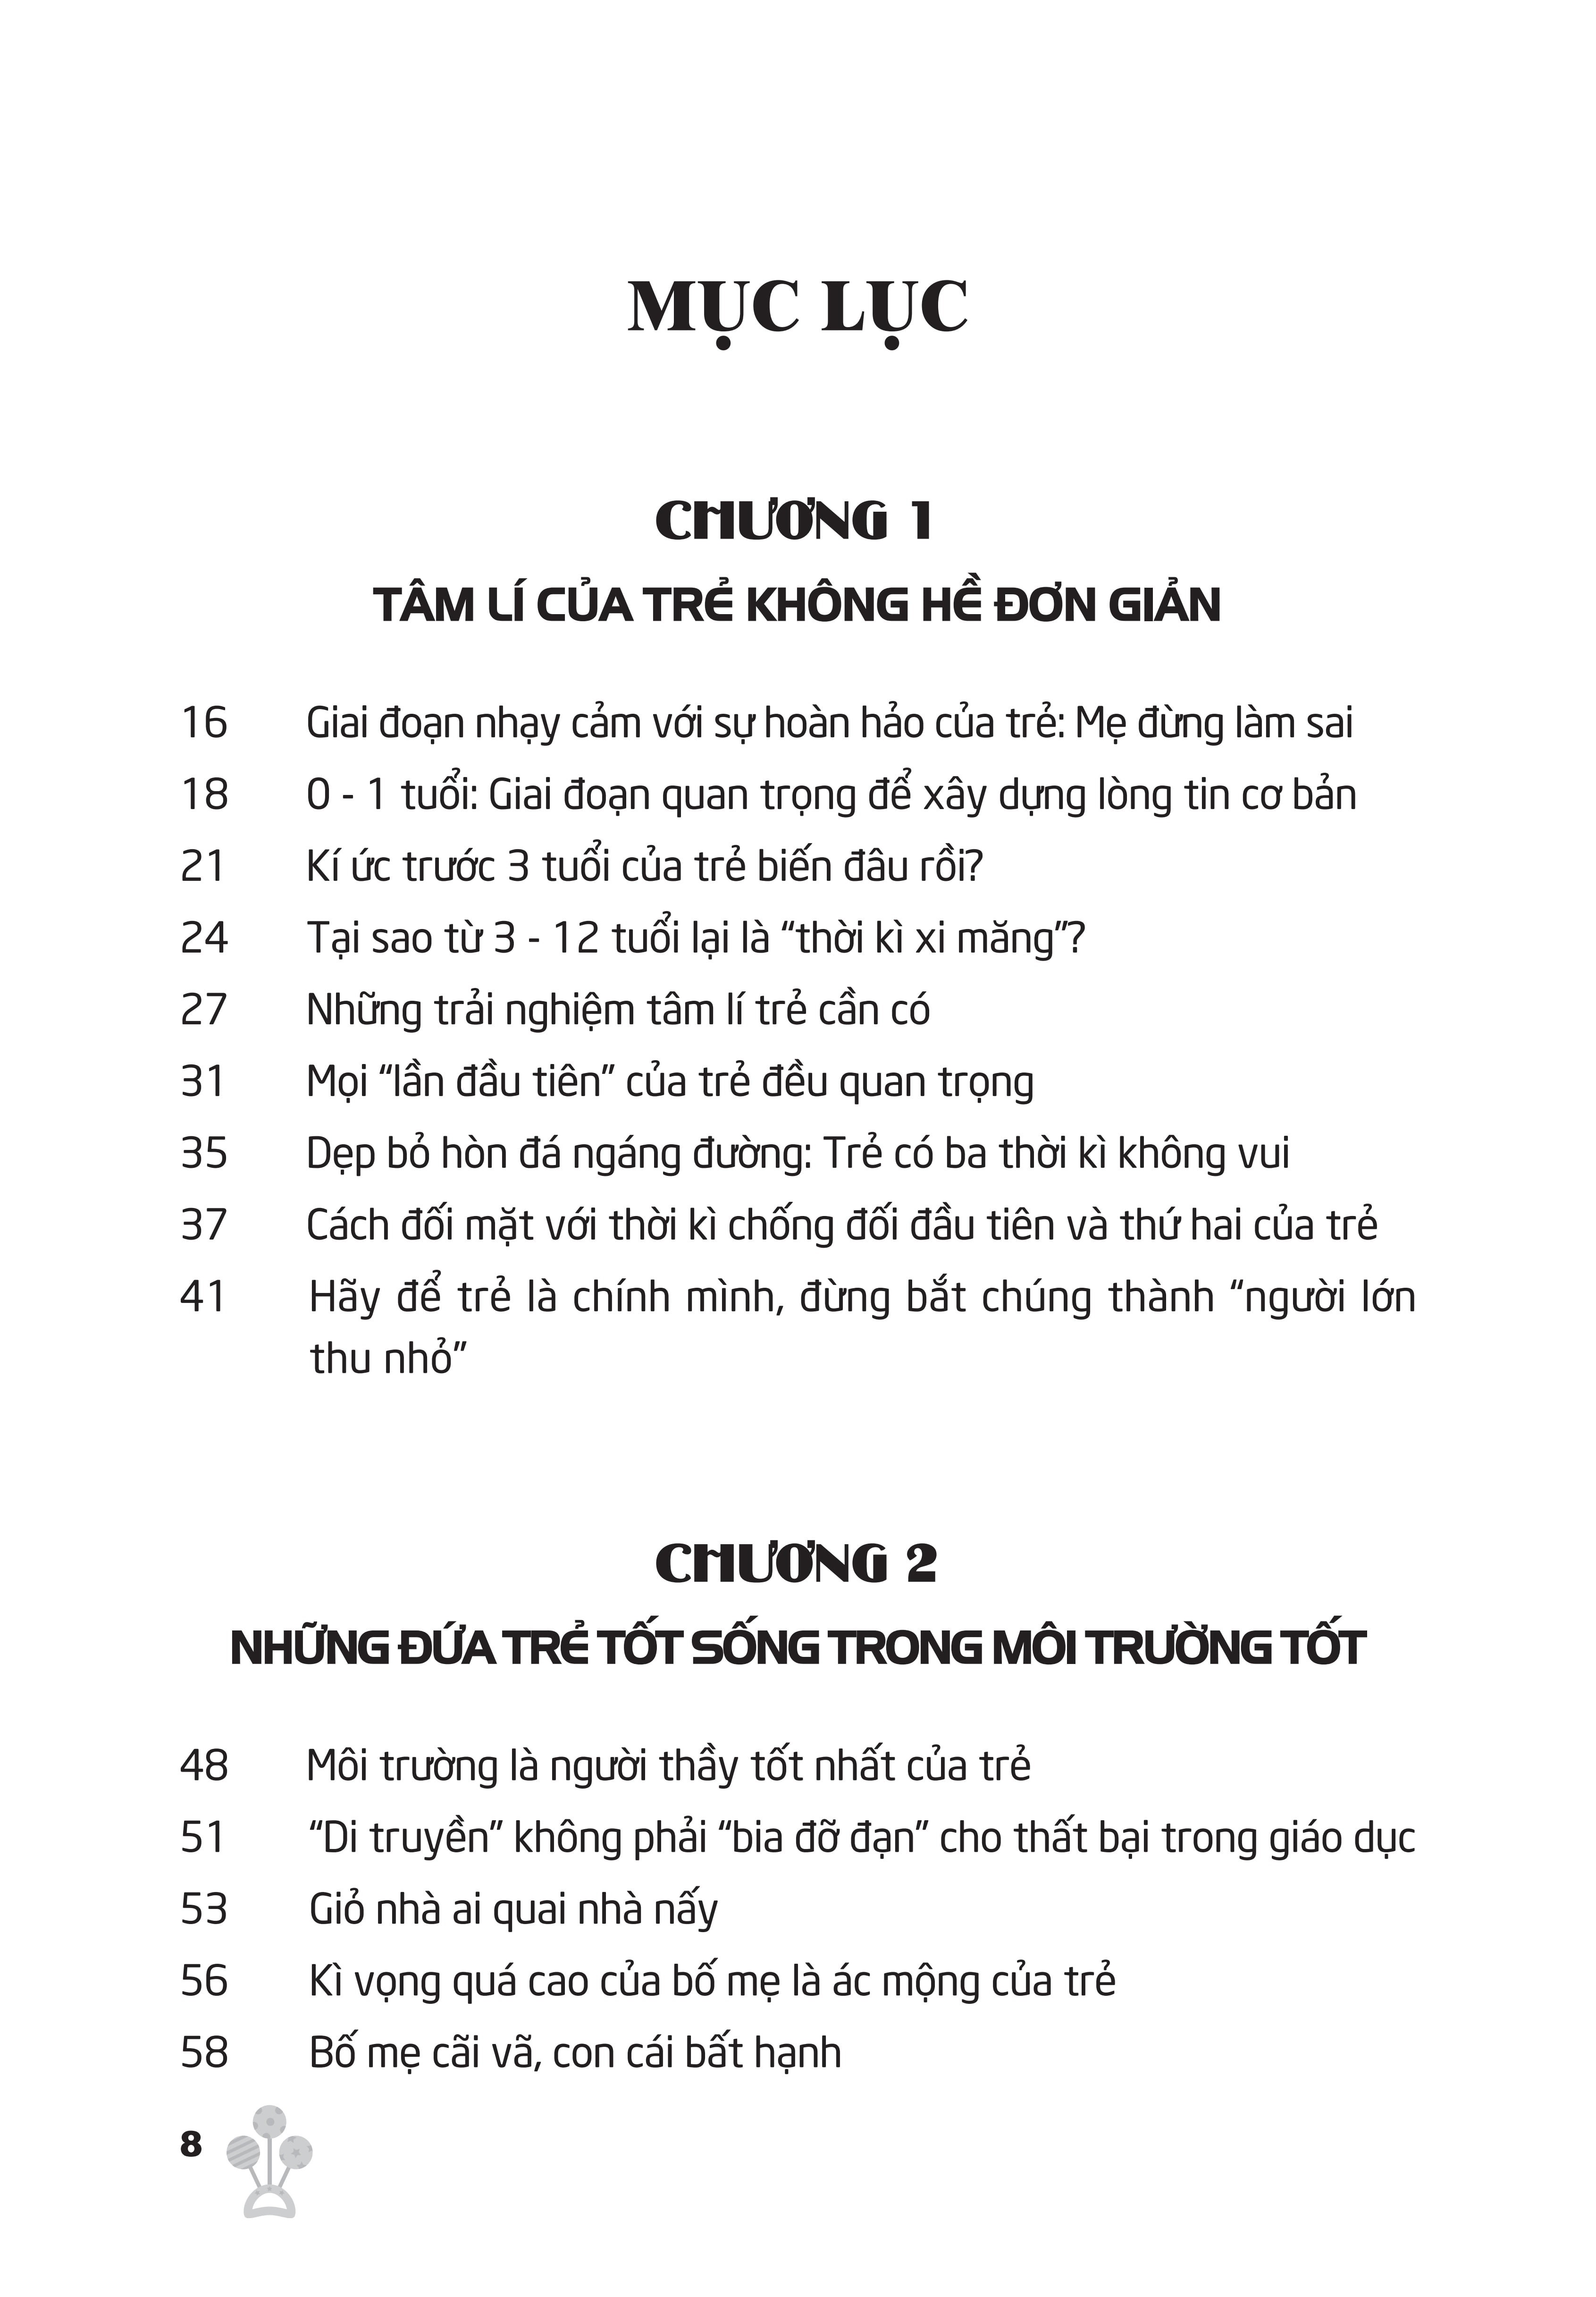 MỤC LỤC
CHƯƠNG 1
TÂM LÍ CỦA TRẺ KHÔNG HỀ ĐƠN GIẢN
16 Giai đoạn nhạy cảm với sự hoàn hảo của trẻ: Mẹ đừng làm sai
18 0 - 1 tuổi: Giai đoạn quan trọng để xây dựng lòng tin cơ bản
21 Kí ức trước 3 tuổi của trẻ biến đâu rồi?
24 Tại sao từ 3 - 12 tuổi lại là “thời kì xi măng”?
27 Những trải nghiệm tâm lí trẻ cần có
31 Mọi “lần đầu tiên” của trẻ đều quan trọng
35 Dẹp bỏ hòn đá ngáng đường: Trẻ có ba thời kì không vui
37 Cách đối mặt với thời kì chống đối đầu tiên và thứ hai của trẻ
41 Hãy để trẻ là chính mình, đừng bắt chúng thành “người lớn
thu nhỏ”
CHƯƠNG 2
NHỮNG ĐỨA TRẺ TỐT SỐNG TRONG MÔI TRƯỜNG TỐT
48 Môi trường là người thầy tốt nhất của trẻ
51 “Di truyền” không phải “bia đỡ đạn” cho thất bại trong giáo dục
53 Giỏ nhà ai quai nhà nấy
56 Kì vọng quá cao của bố mẹ là ác mộng của trẻ
58 Bố mẹ cãi vã, con cái bất hạnh
8